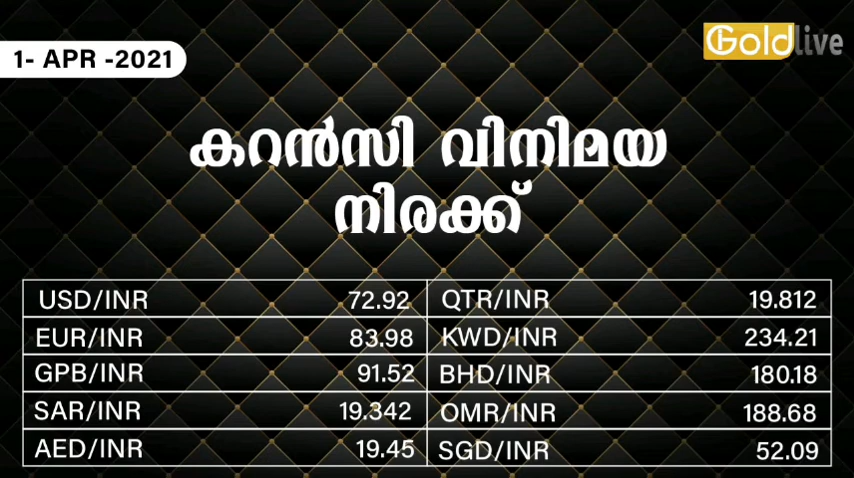 1- APR -2021
Goldlive
കറൻസി വിനിമയ
നിരക്ക്
USD/INR 72.92 QTR/INR 19.812
EUR/INR 83.98 KWD/INR 234.21
GPB/INR 91.52 BHD/INR 180.18
SAR/INR 19.342 OMR/INR 188.68
AED/INR 19.45 SGD/INR 52.09